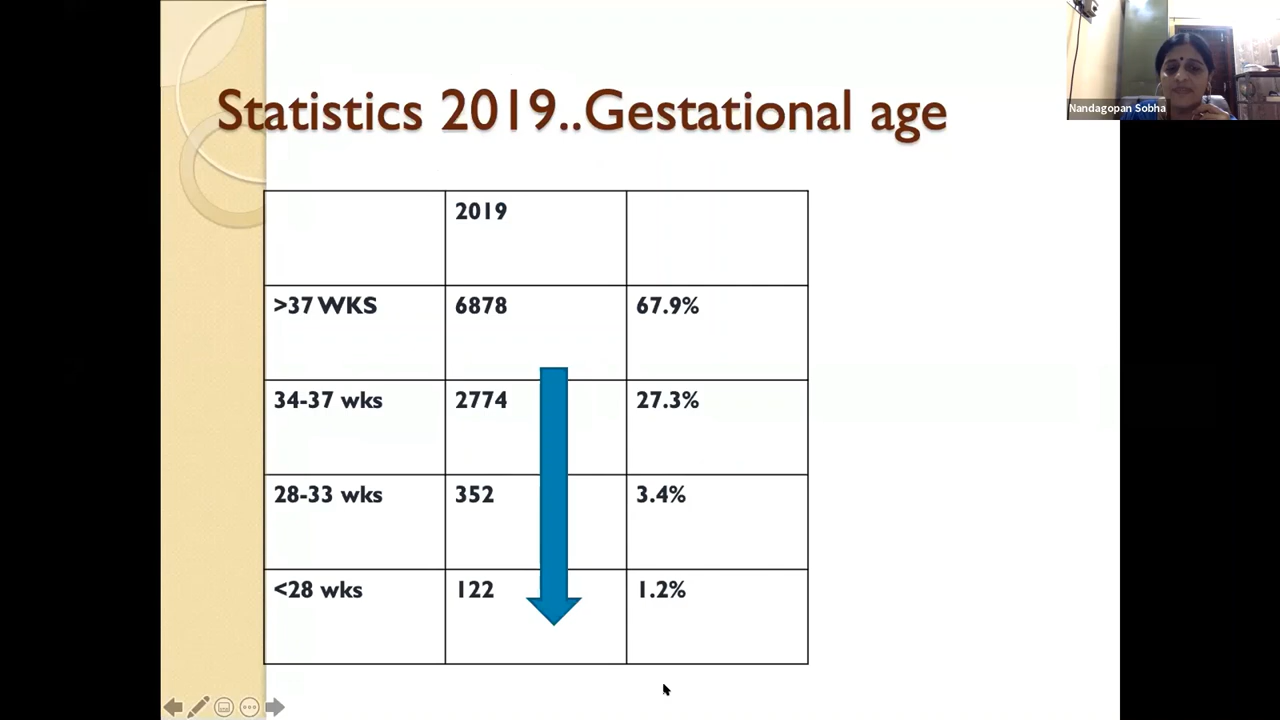 Statistics 2019..Gestational age
Nandagopan Sobha
2019
>37 WKS 6878 67.9%
34-37 wks 2774 27.3%
28-33 wks 352 3.4%
<28 wks 122 1.2%